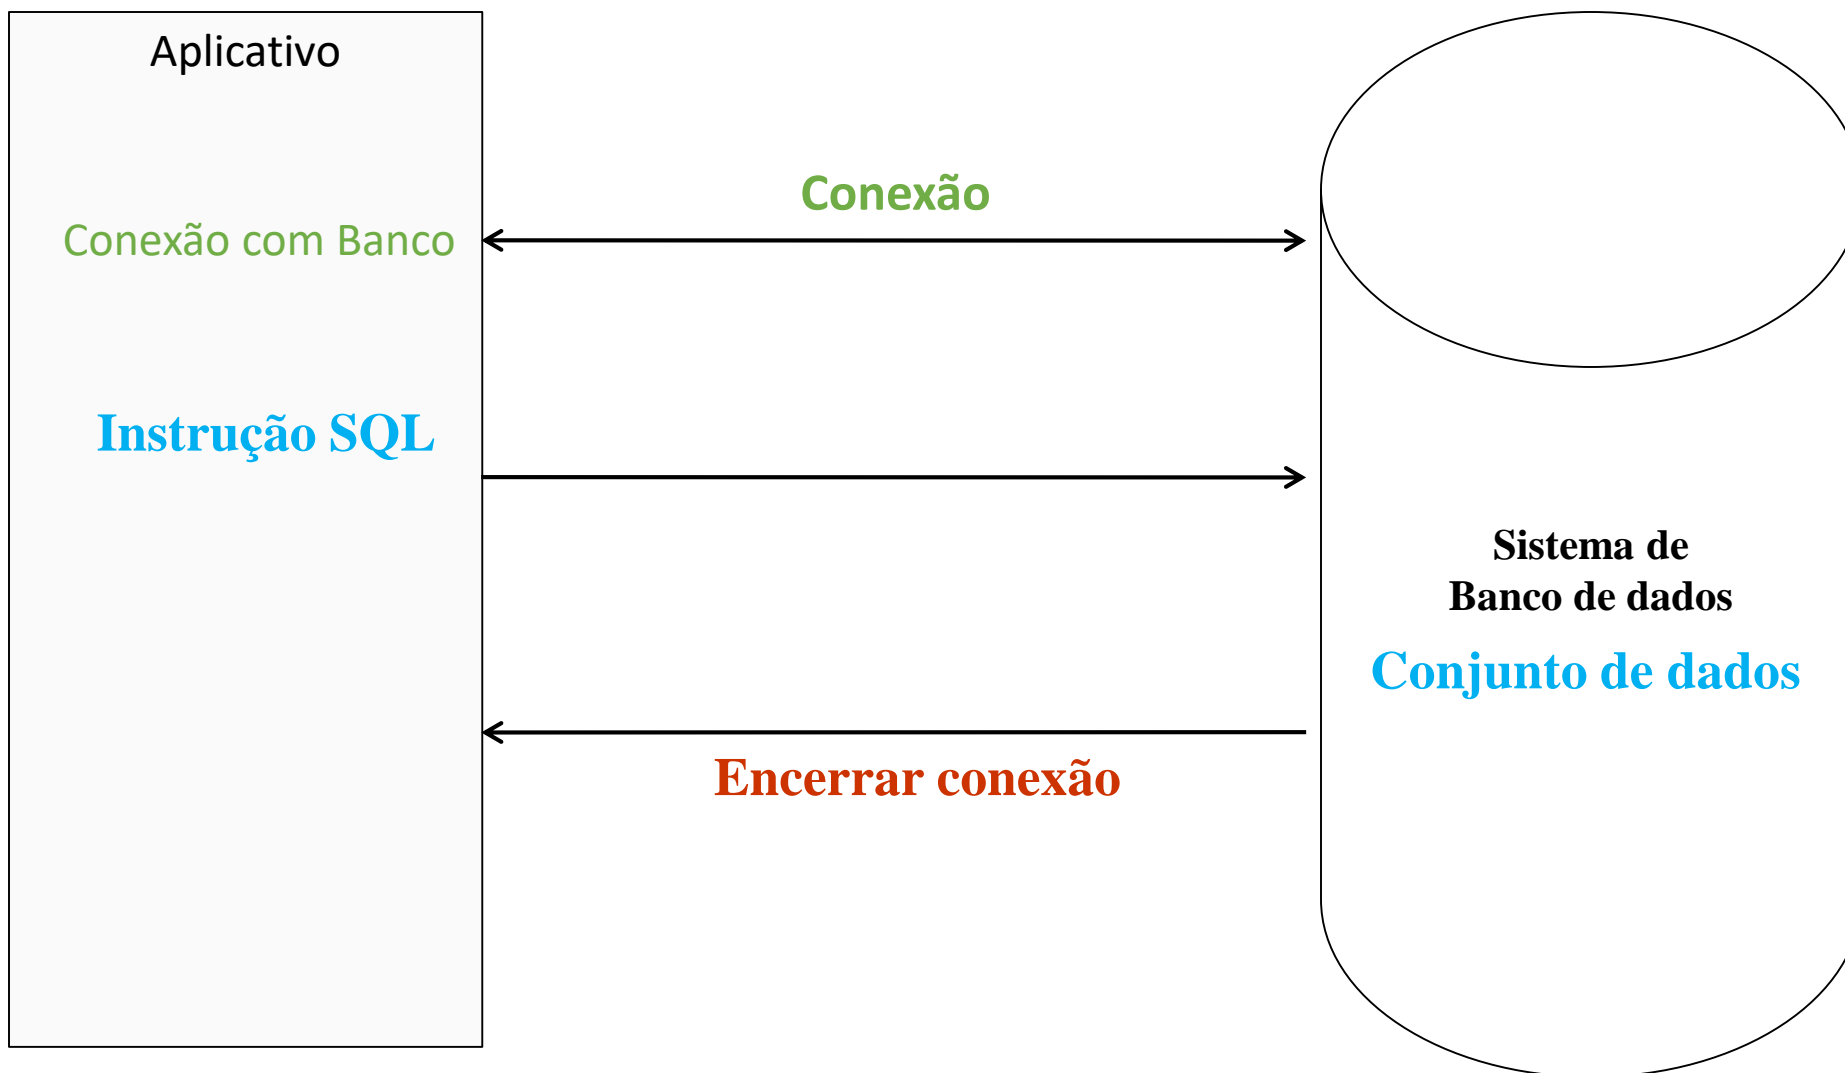 Aplicativo
Conexão
Conexão com Banco
Instrução SQL
Sistema de
Banco de dados
Conjunto de dados
Encerrar conexão